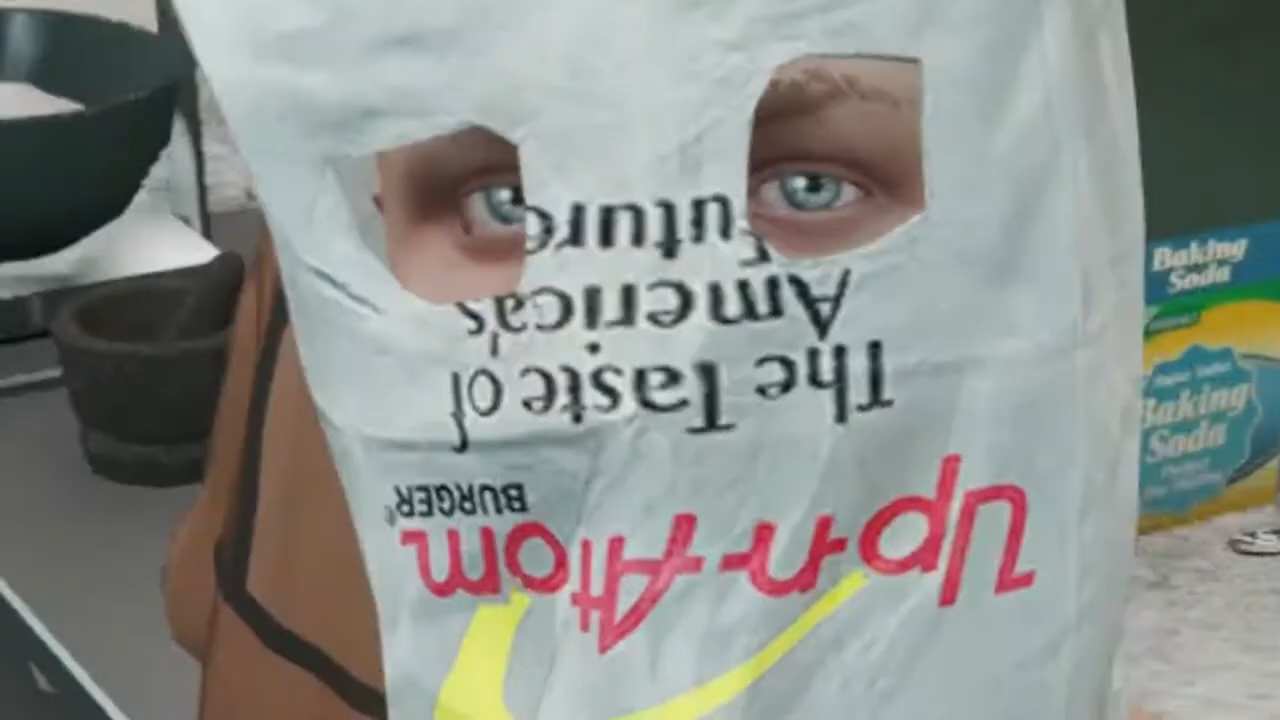 Up-n-Atom
BURGER®
The Taste of
America's
Future
Baking
Soda
Baking
Soda